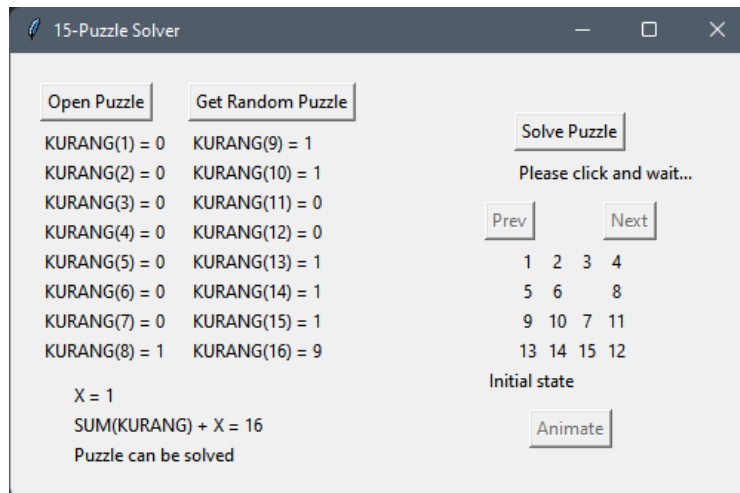 15-Puzzle Solver
Open Puzzle Get Random Puzzle
KURANG(1) = 0 KURANG(9) = 1
KURANG(2) = 0 KURANG(10) = 1
KURANG(3) = 0 KURANG(11) = 0
KURANG(4) = 0 KURANG(12) = 0
KURANG(5) = 0 KURANG(13) = 1
KURANG(6) = 0 KURANG(14) = 1
KURANG(7) = 0 KURANG(15) = 1
KURANG(8) = 1 KURANG(16) = 9
X = 1
SUM(KURANG) + X = 16
Puzzle can be solved
Solve Puzzle
Please click and wait...
Prev Next
1 2 3 4
5 6 8
9 10 7 11
13 14 15 12
Initial state
Animate